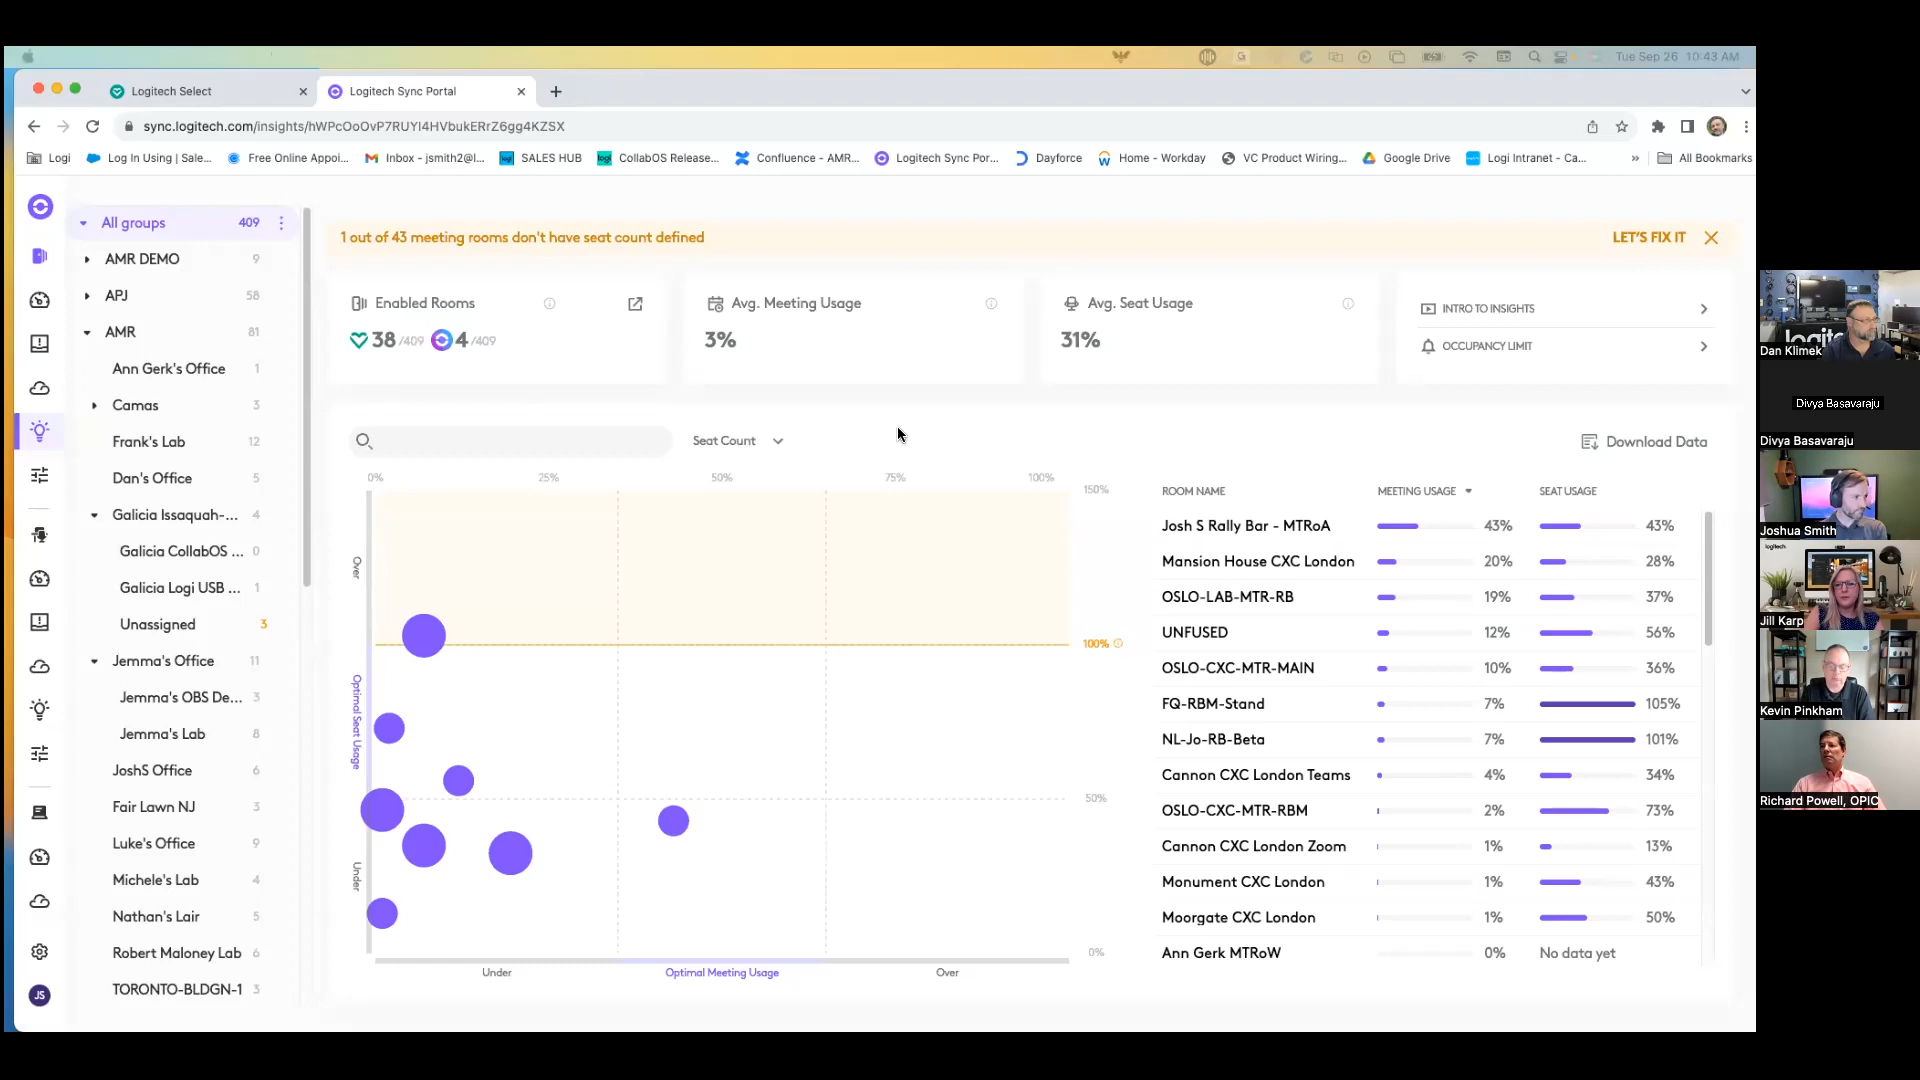 Tue Sep 26 10:43 AM
Logitech Select
Logitech Sync Portal
sync.logitech.com/insights/hWPcOoOvP7RUYI4HVbukERrZ6gg4KZSX
Logi
Log In Using | Sale...
Free Online Appoi...
Inbox - jsmith2@l...
SALES HUB
CollabOS Release...
Confluence - AMR...
Logitech Sync Por...
Dayforce
Home - Workday
VC Product Wiring...
Google Drive
Logi Intranet - Ca...
»
All Bookmarks
All groups 409
AMR DEMO 9
APJ 58
AMR 81
Ann Gerk's Office 1
Camas 3
Frank's Lab 12
Dan's Office 5
Galicia Issaquah-... 4
Galicia CollabOS ... 0
Galicia Logi USB ... 1
Unassigned 3
Jemma's Office 11
Jemma's OBS De... 3
Jemma's Lab 8
JoshS Office 6
Fair Lawn NJ 3
Luke's Office 9
Michele's Lab 4
Nathan's Lair 5
Robert Maloney Lab 6
TORONTO-BLDGN-1 3
JS
1 out of 43 meeting rooms don't have seat count defined
LET'S FIX IT
Enabled Rooms
38 /409 4 /409
Avg. Meeting Usage
3%
Avg. Seat Usage
31%
INTRO TO INSIGHTS
OCCUPANCY LIMIT
Seat Count
Download Data
0% 25% 50% 75% 100%
150%
100%
50%
0%
Over
Optimal Seat Usage
Under
Under
Optimal Meeting Usage
Over
ROOM NAME MEETING USAGE SEAT USAGE
Josh S Rally Bar - MTRoA 43% 43%
Mansion House CXC London 20% 28%
OSLO-LAB-MTR-RB 19% 37%
UNFUSED 12% 56%
OSLO-CXC-MTR-MAIN 10% 36%
FQ-RBM-Stand 7% 105%
NL-Jo-RB-Beta 7% 101%
Cannon CXC London Teams 4% 34%
OSLO-CXC-MTR-RBM 2% 73%
Cannon CXC London Zoom 1% 13%
Monument CXC London 1% 43%
Moorgate CXC London 1% 50%
Ann Gerk MTRoW 0% No data yet
Dan Klimek
Divya Basavaraju
Divya Basavaraju
Joshua Smith
logitech
Jill Karp
Kevin Pinkham
Richard Powell, OPIC